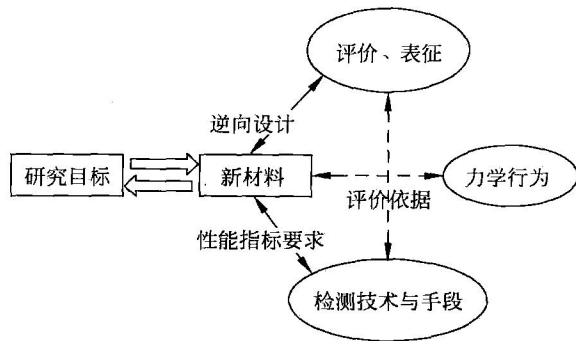 评价、表征
逆向设计
研究目标
新材料
力学行为
评价依据
性能指标要求
检测技术与手段